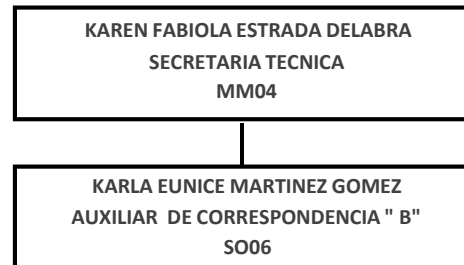 KAREN FABIOLA ESTRADA DELABRA
SECRETARIA TECNICA
MM04
KARLA EUNICE MARTINEZ GOMEZ
AUXILIAR DE CORRESPONDENCIA " B"
SO06